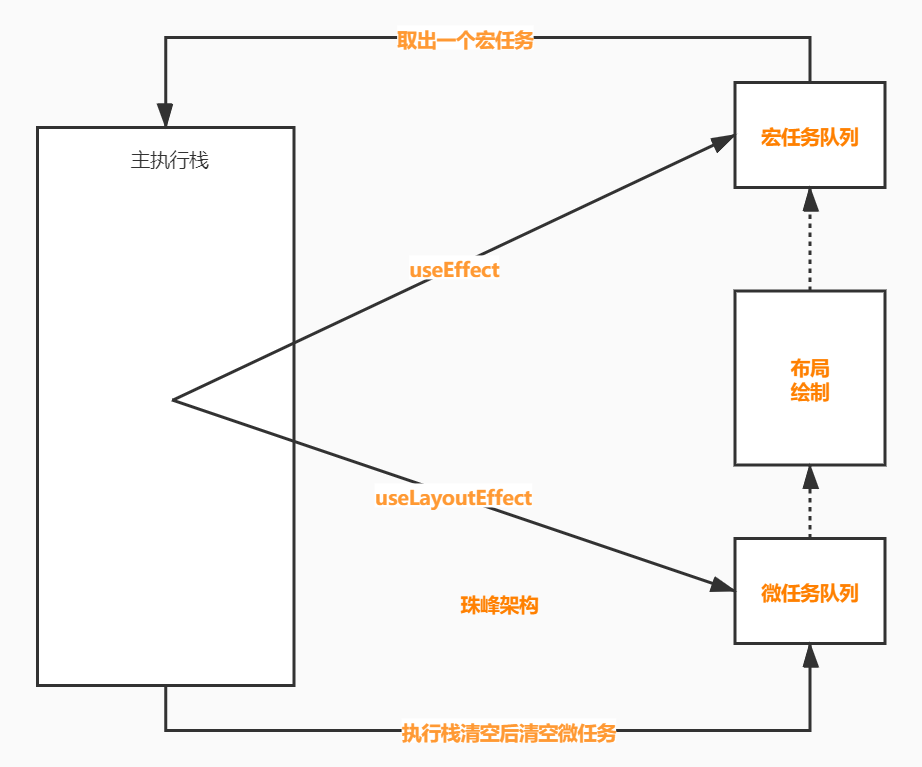 取出一个宏任务
主执行栈
宏任务队列
useEffect
布局
绘制
useLayoutEffect
微任务队列
珠峰架构
执行栈清空后清空微任务